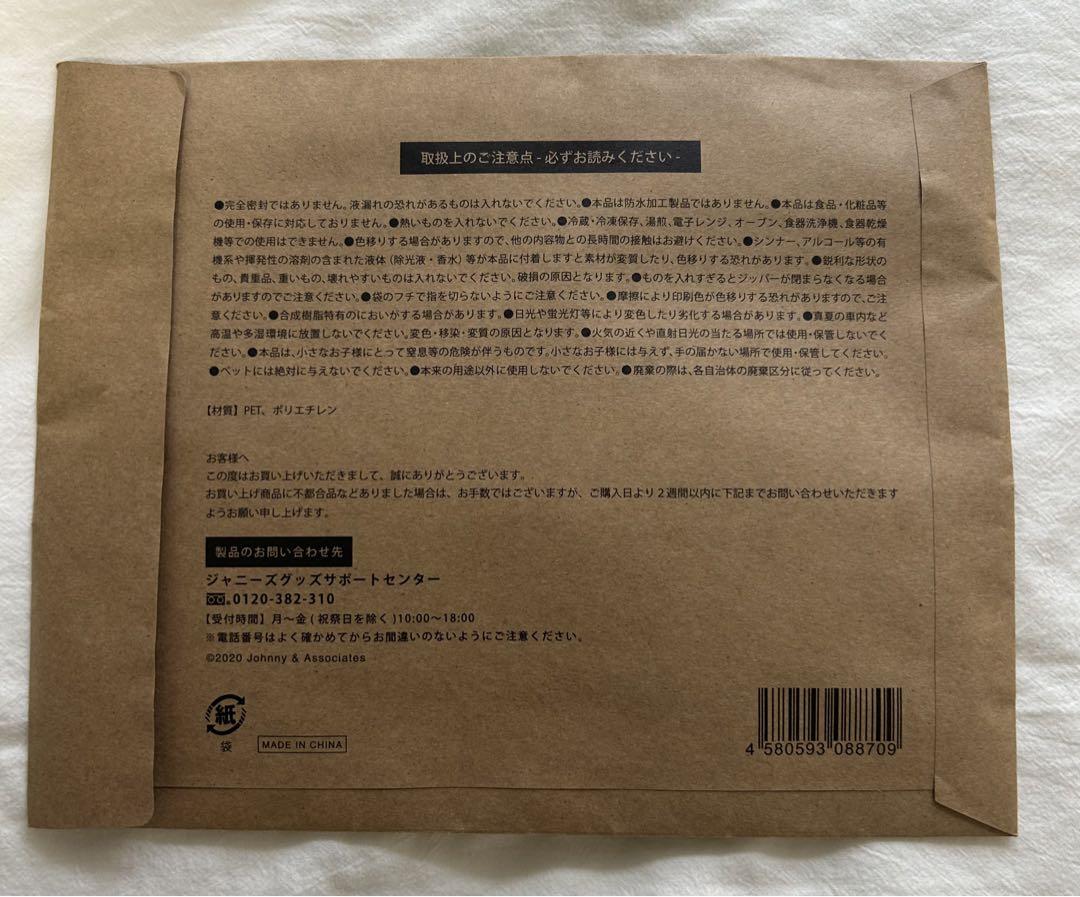 取扱上のご注意点 - 必ずお読みください -
●完全密封ではありません。液漏れの恐れがあるものは入れないでください。●本品は防水加工製品ではありません。●本品は食品・化粧品等
の使用・保存に対応しておりません。●熱いものを入れないでください。●冷蔵・冷凍保存、湯煎、電子レンジ、オーブン、食器洗浄機、食器乾燥
機等での使用はできません。●色移りする場合がありますので、他の内容物との長時間の接触はお避けください。●シンナー、アルコール等の有
機系や揮発性の溶剤の含まれた液体（除光液・香水）等が本品に付着しますと素材が変質したり、色移りする恐れがあります。●鋭利な形状の
もの、貴重品、重いもの、壊れやすいものは入れないでください。破損の原因となります。●ものを入れすぎるとジッパーが閉まらなくなる場合
がありますのでご注意ください。●袋のフチで指を切らないようにご注意ください。●摩擦により印刷色が色移りする恐れがありますので、ご注
意ください。●合成樹脂特有のにおいがする場合があります。●日光や蛍光灯等により変色したり劣化する場合があります。●真夏の車内など
高温や多湿環境に放置しないでください。変色・移染・変質の原因となります。●火気の近くや直射日光の当たる場所では使用・保管しないでく
ださい。●本品は、小さなお子様にとって窒息等の危険が伴うものです。小さなお子様には与えず、手の届かない場所で使用・保管してください。
●ペットには絶対に与えないでください。●本来の用途以外に使用しないでください。●廃棄の際は、各自治体の廃棄区分に従ってください。
【材質】PET、ポリエチレン
お客様へ
この度はお買い上げいただきまして、誠にありがとうございます。
お買い上げ商品に不都合品などありました場合は、お手数ではございますが、ご購入日より２週間以内に下記までお問い合わせいただきます
ようお願い申し上げます。
製品のお問い合わせ先
ジャニーズグッズサポートセンター
0120-382-310
【受付時間】月〜金（祝祭日を除く）10:00〜18:00
※電話番号はよく確かめてからお間違いのないようにご注意ください。
©2020 Johnny & Associates
紙
袋
MADE IN CHINA
4 580593 088709